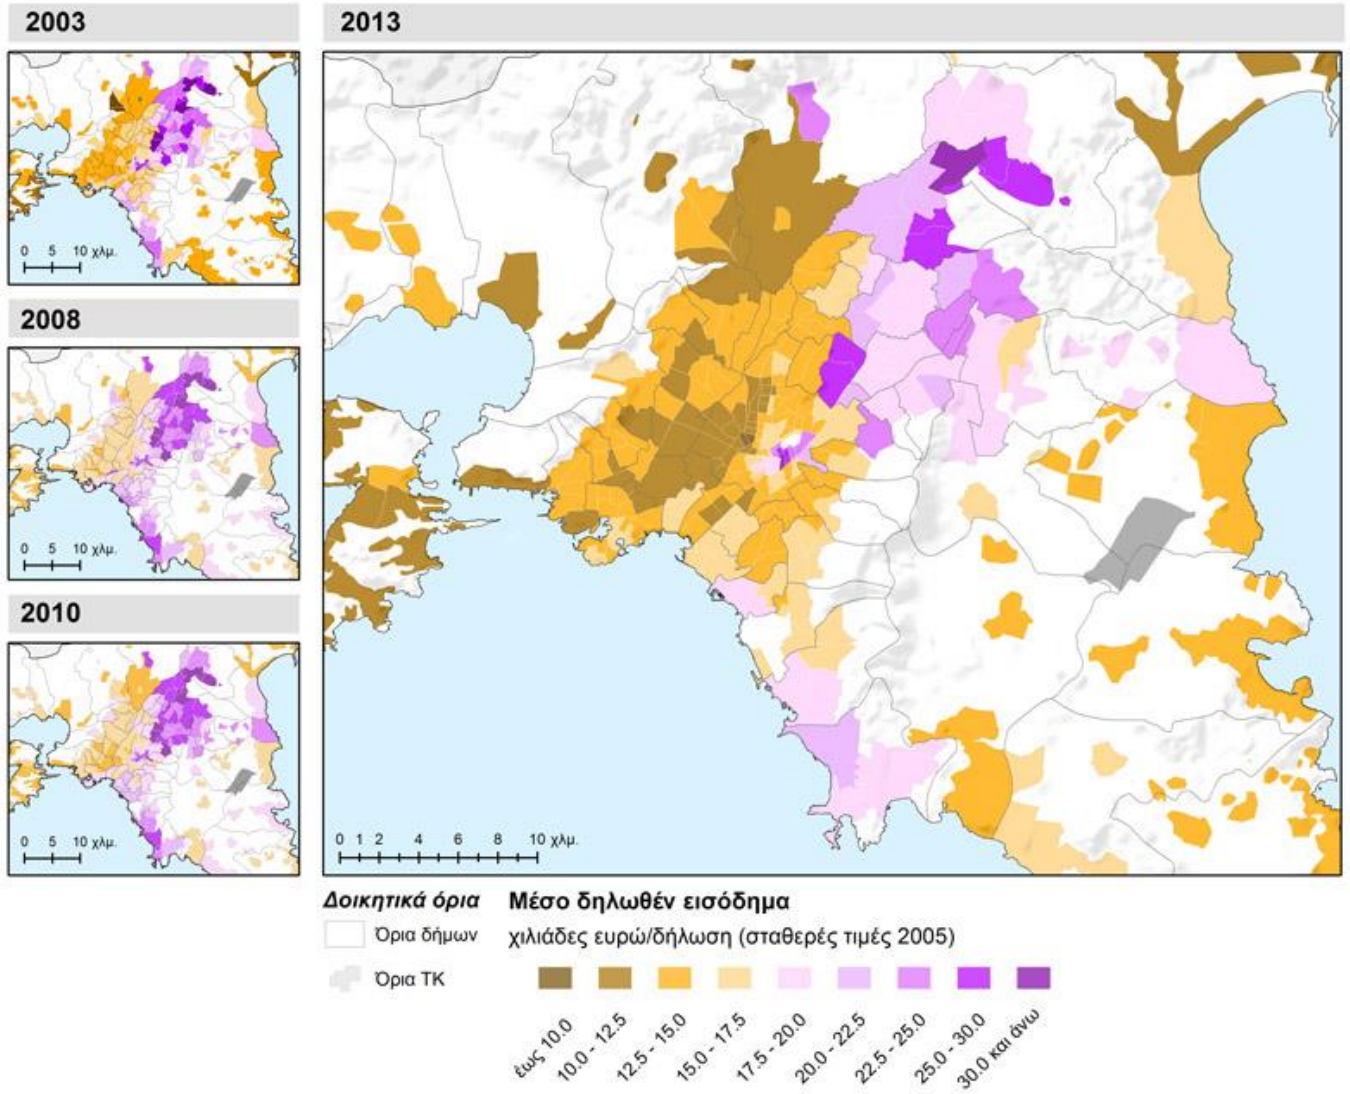 2003
0 5 10 χλμ.
2008
0 5 10 χλμ.
2010
0 5 10 χλμ.
2013
0 1 2 4 6 8 10 χλμ.
Δοικητικά όρια
Όρια δήμων
Όρια ΤΚ
Μέσο δηλωθέν εισόδημα
χιλιάδες ευρώ/δήλωση (σταθερές τιμές 2005)
έως 10.0
10.0 - 12.5
12.5 - 15.0
15.0 - 17.5
17.5 - 20.0
20.0 - 22.5
22.5 - 25.0
25.0 - 30.0
30.0 και άνω